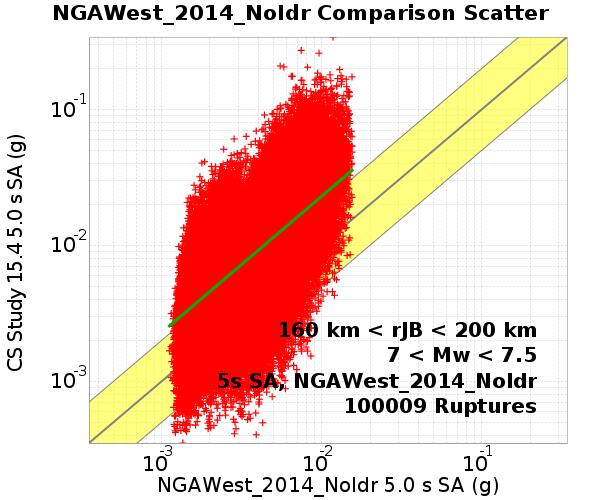 NGAWest_2014_NoIdr Comparison Scatter
CS Study 15.4 5.0 s SA (g)
10-1
10-2
10-3
160 km < rJB < 200 km
7 < Mw < 7.5
5s SA, NGAWest_2014_NoIdr
100009 Ruptures
10-3 10-2 10-1
NGAWest_2014_NoIdr 5.0 s SA (g)